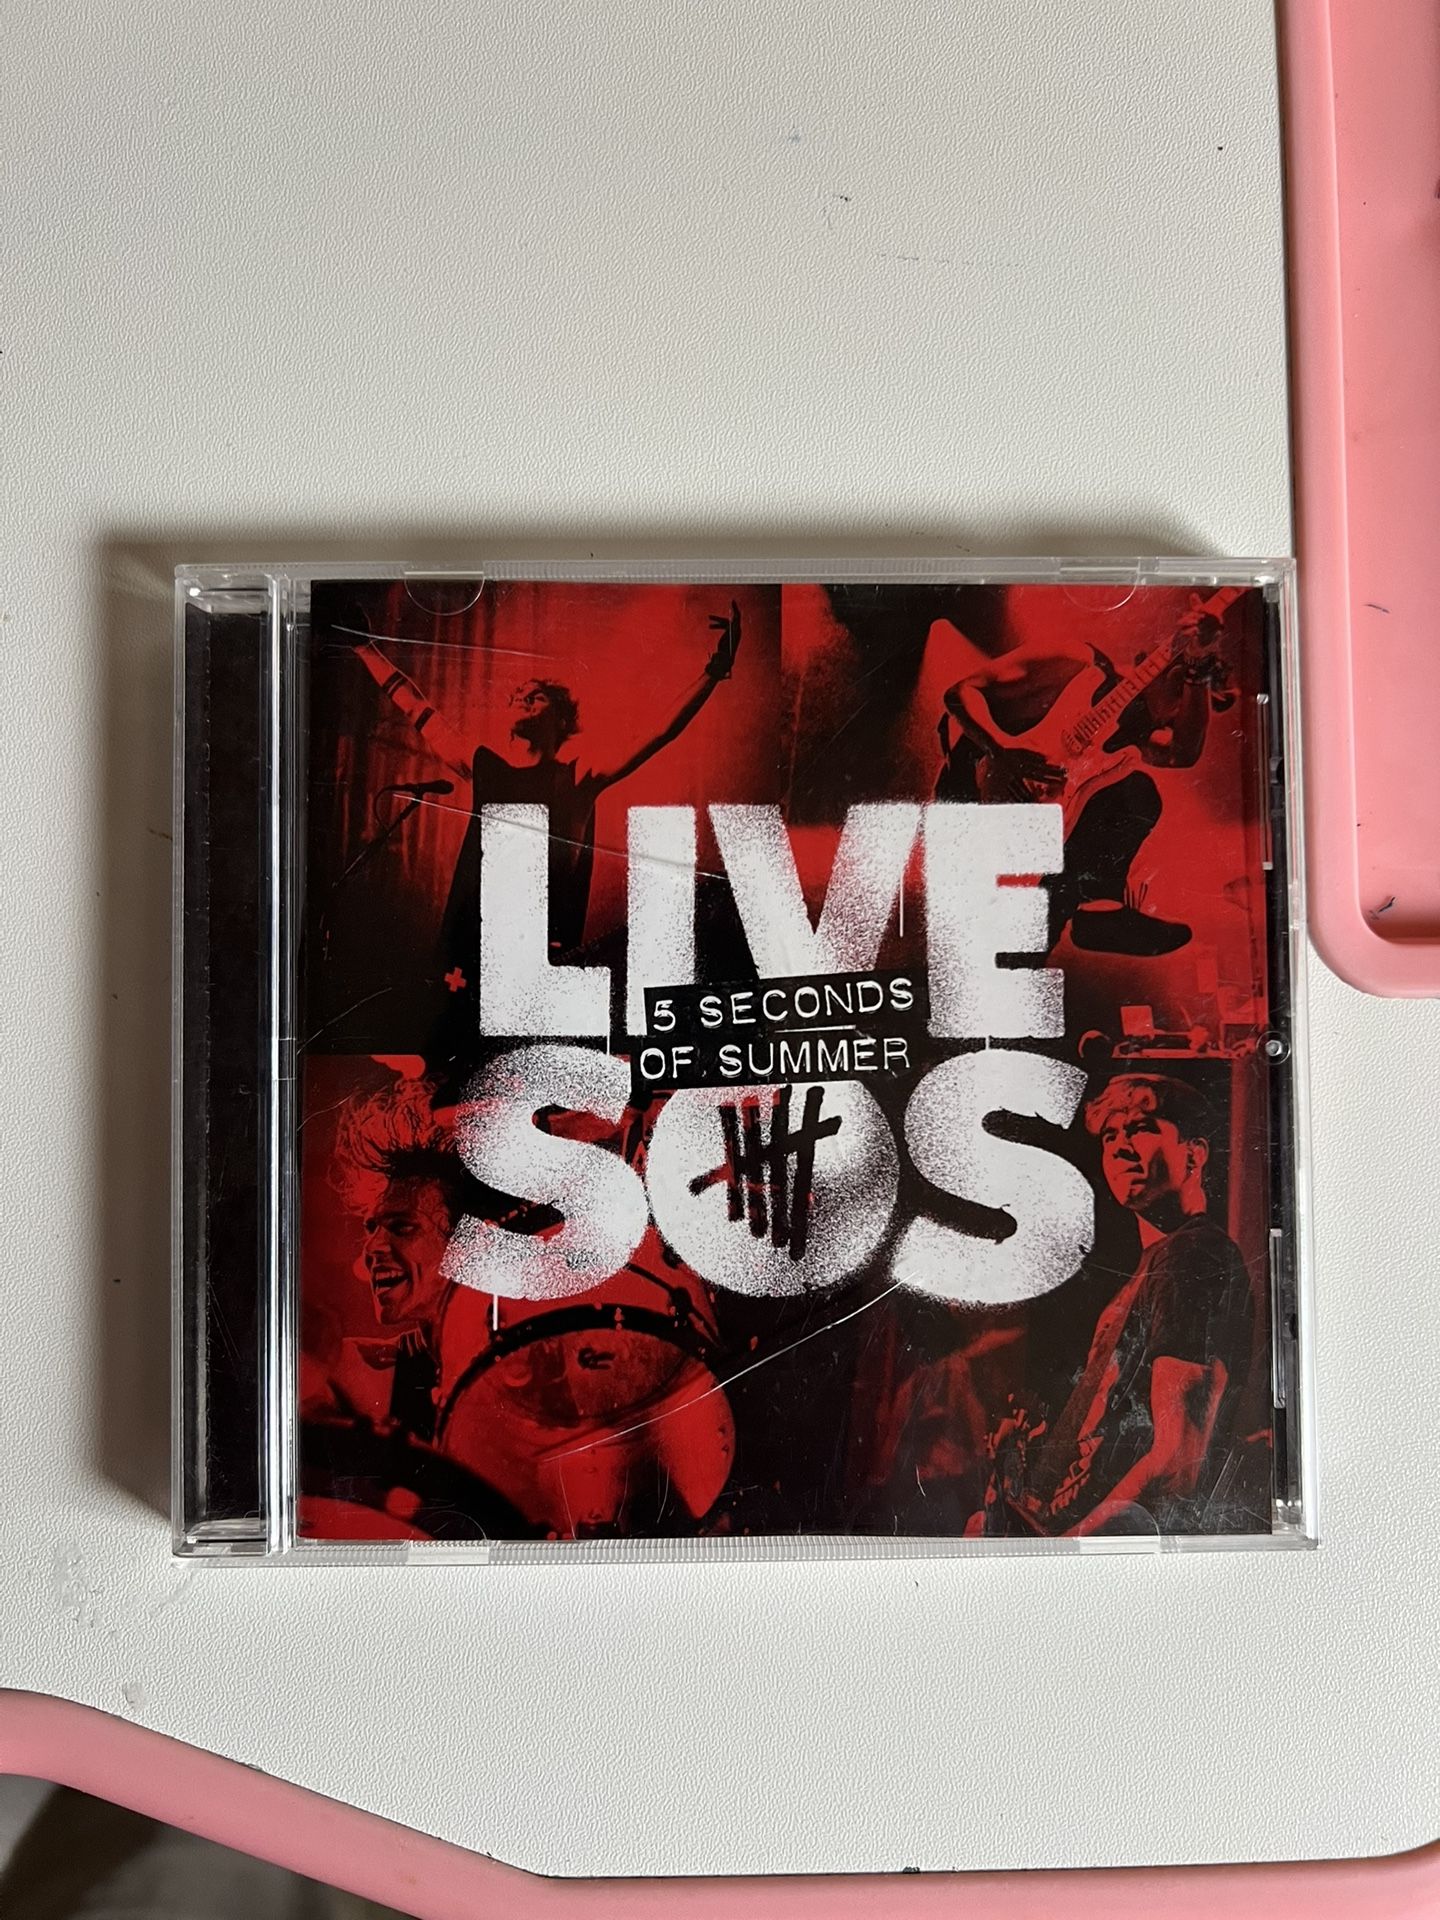 LIVE
5 SECONDS
OF SUMMER
SOS